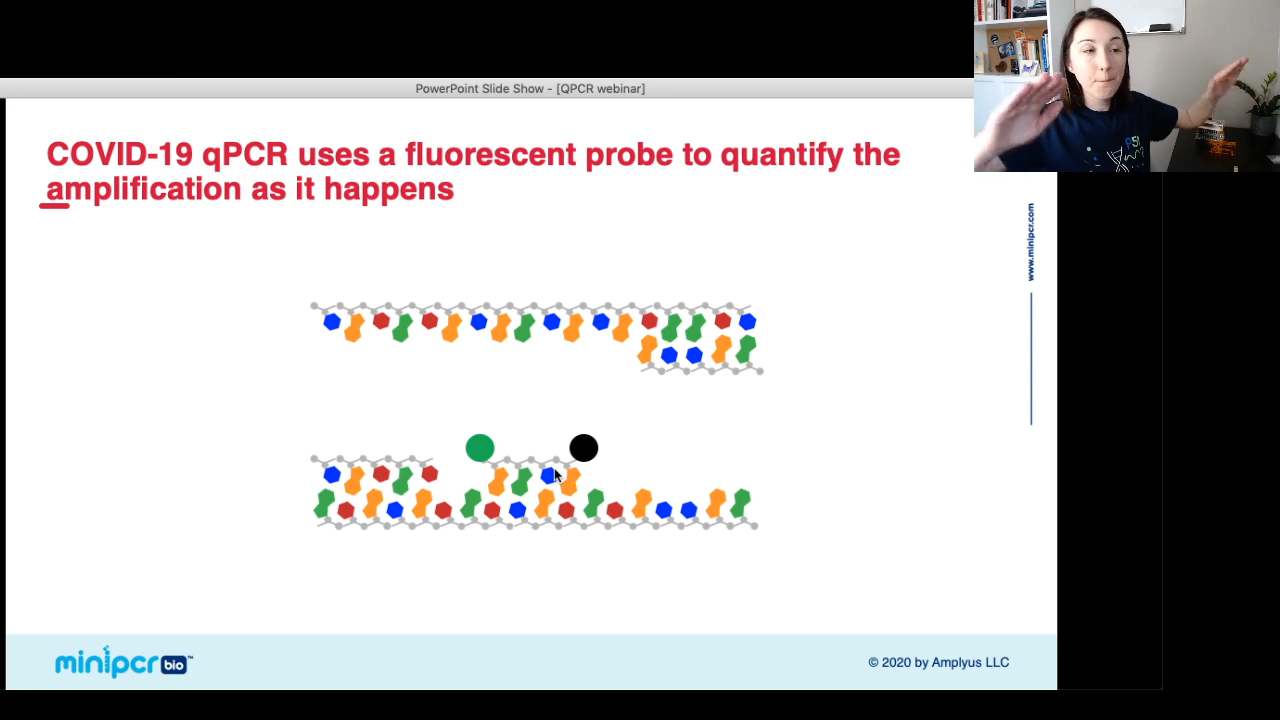 PowerPoint Slide Show - [QPCR webinar]
COVID-19 qPCR uses a fluorescent probe to quantify the
amplification as it happens
www.minipcr.com
minipcr bio™
© 2020 by Amplyus LLC